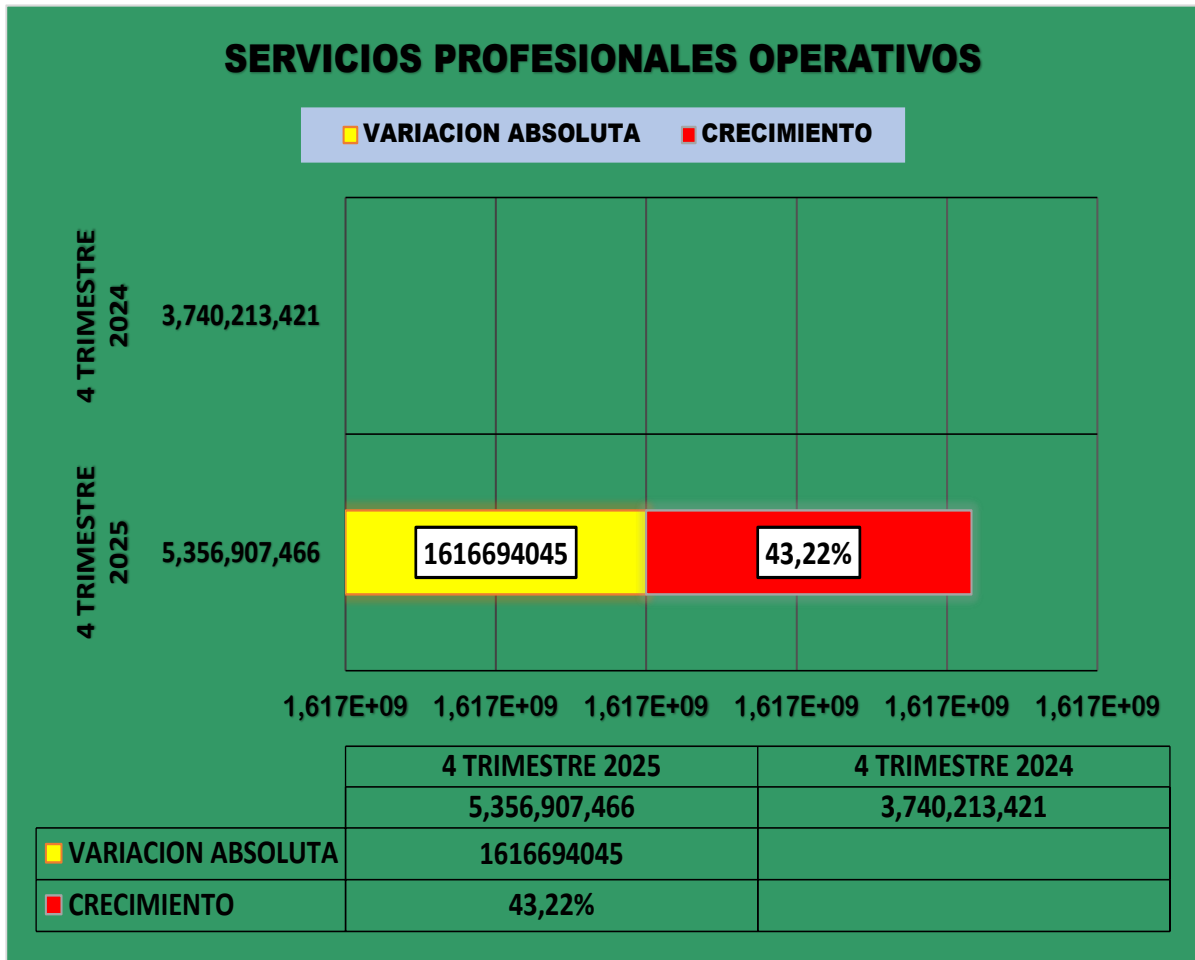 SERVICIOS PROFESIONALES OPERATIVOS
VARIACION ABSOLUTA CRECIMIENTO
4 TRIMESTRE
2024
3,740,213,421
4 TRIMESTRE
2025
5,356,907,466
1616694045
43,22%
1,617E+09 1,617E+09 1,617E+09 1,617E+09 1,617E+09 1,617E+09
4 TRIMESTRE 2025 4 TRIMESTRE 2024
5,356,907,466 3,740,213,421
VARIACION ABSOLUTA 1616694045
CRECIMIENTO 43,22%